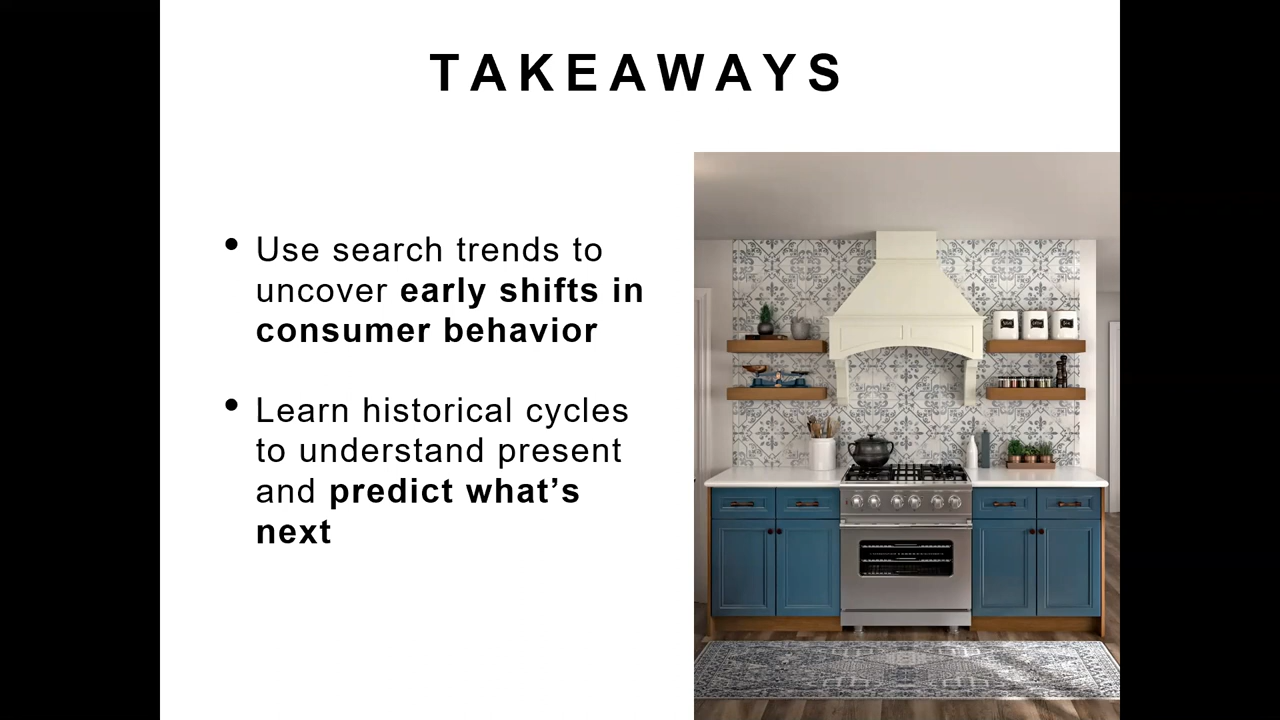 TAKEAWAYS
• Use search trends to
uncover early shifts in
consumer behavior
• Learn historical cycles
to understand present
and predict what's
next